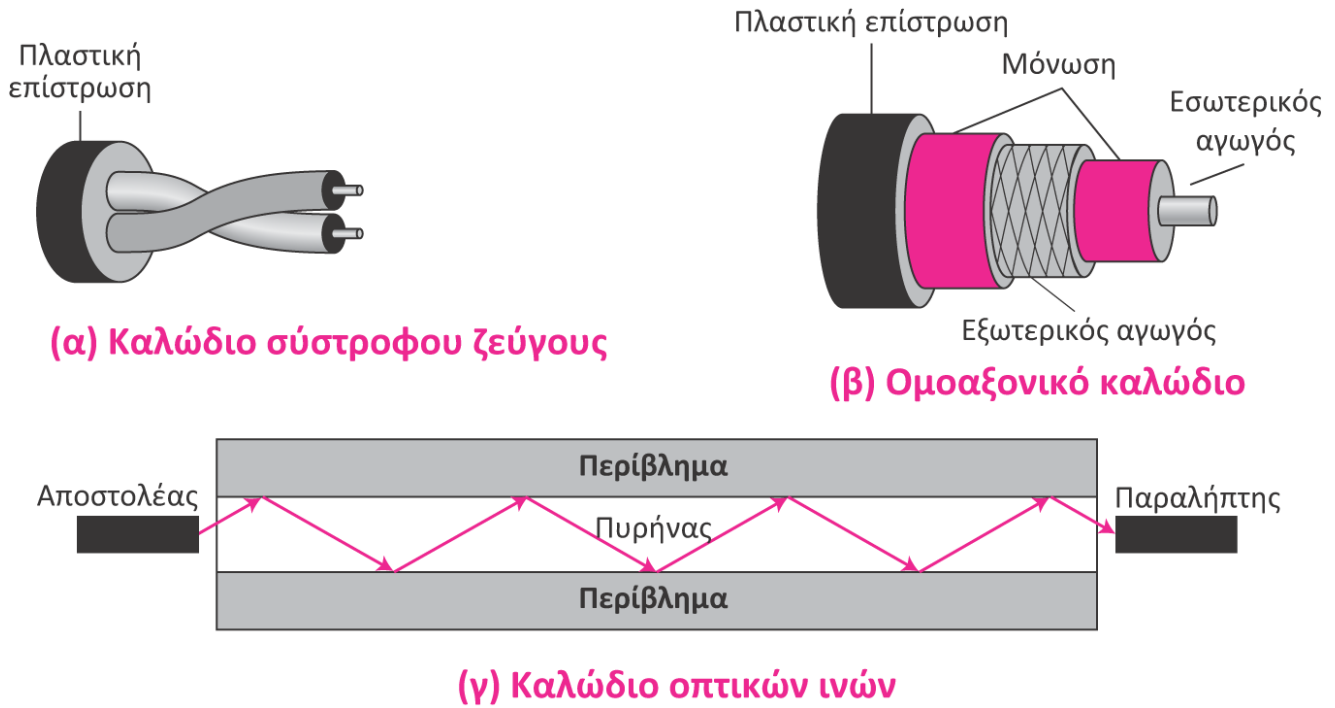 Πλαστική
επίστρωση
(α) Καλώδιο σύστροφου ζεύγους
Πλαστική επίστρωση
Μόνωση
Εσωτερικός
αγωγός
Εξωτερικός αγωγός
(β) Ομοαξονικό καλώδιο
Περίβλημα
Αποστολέας
Πυρήνας
Παραλήπτης
Περίβλημα
(γ) Καλώδιο οπτικών ινών